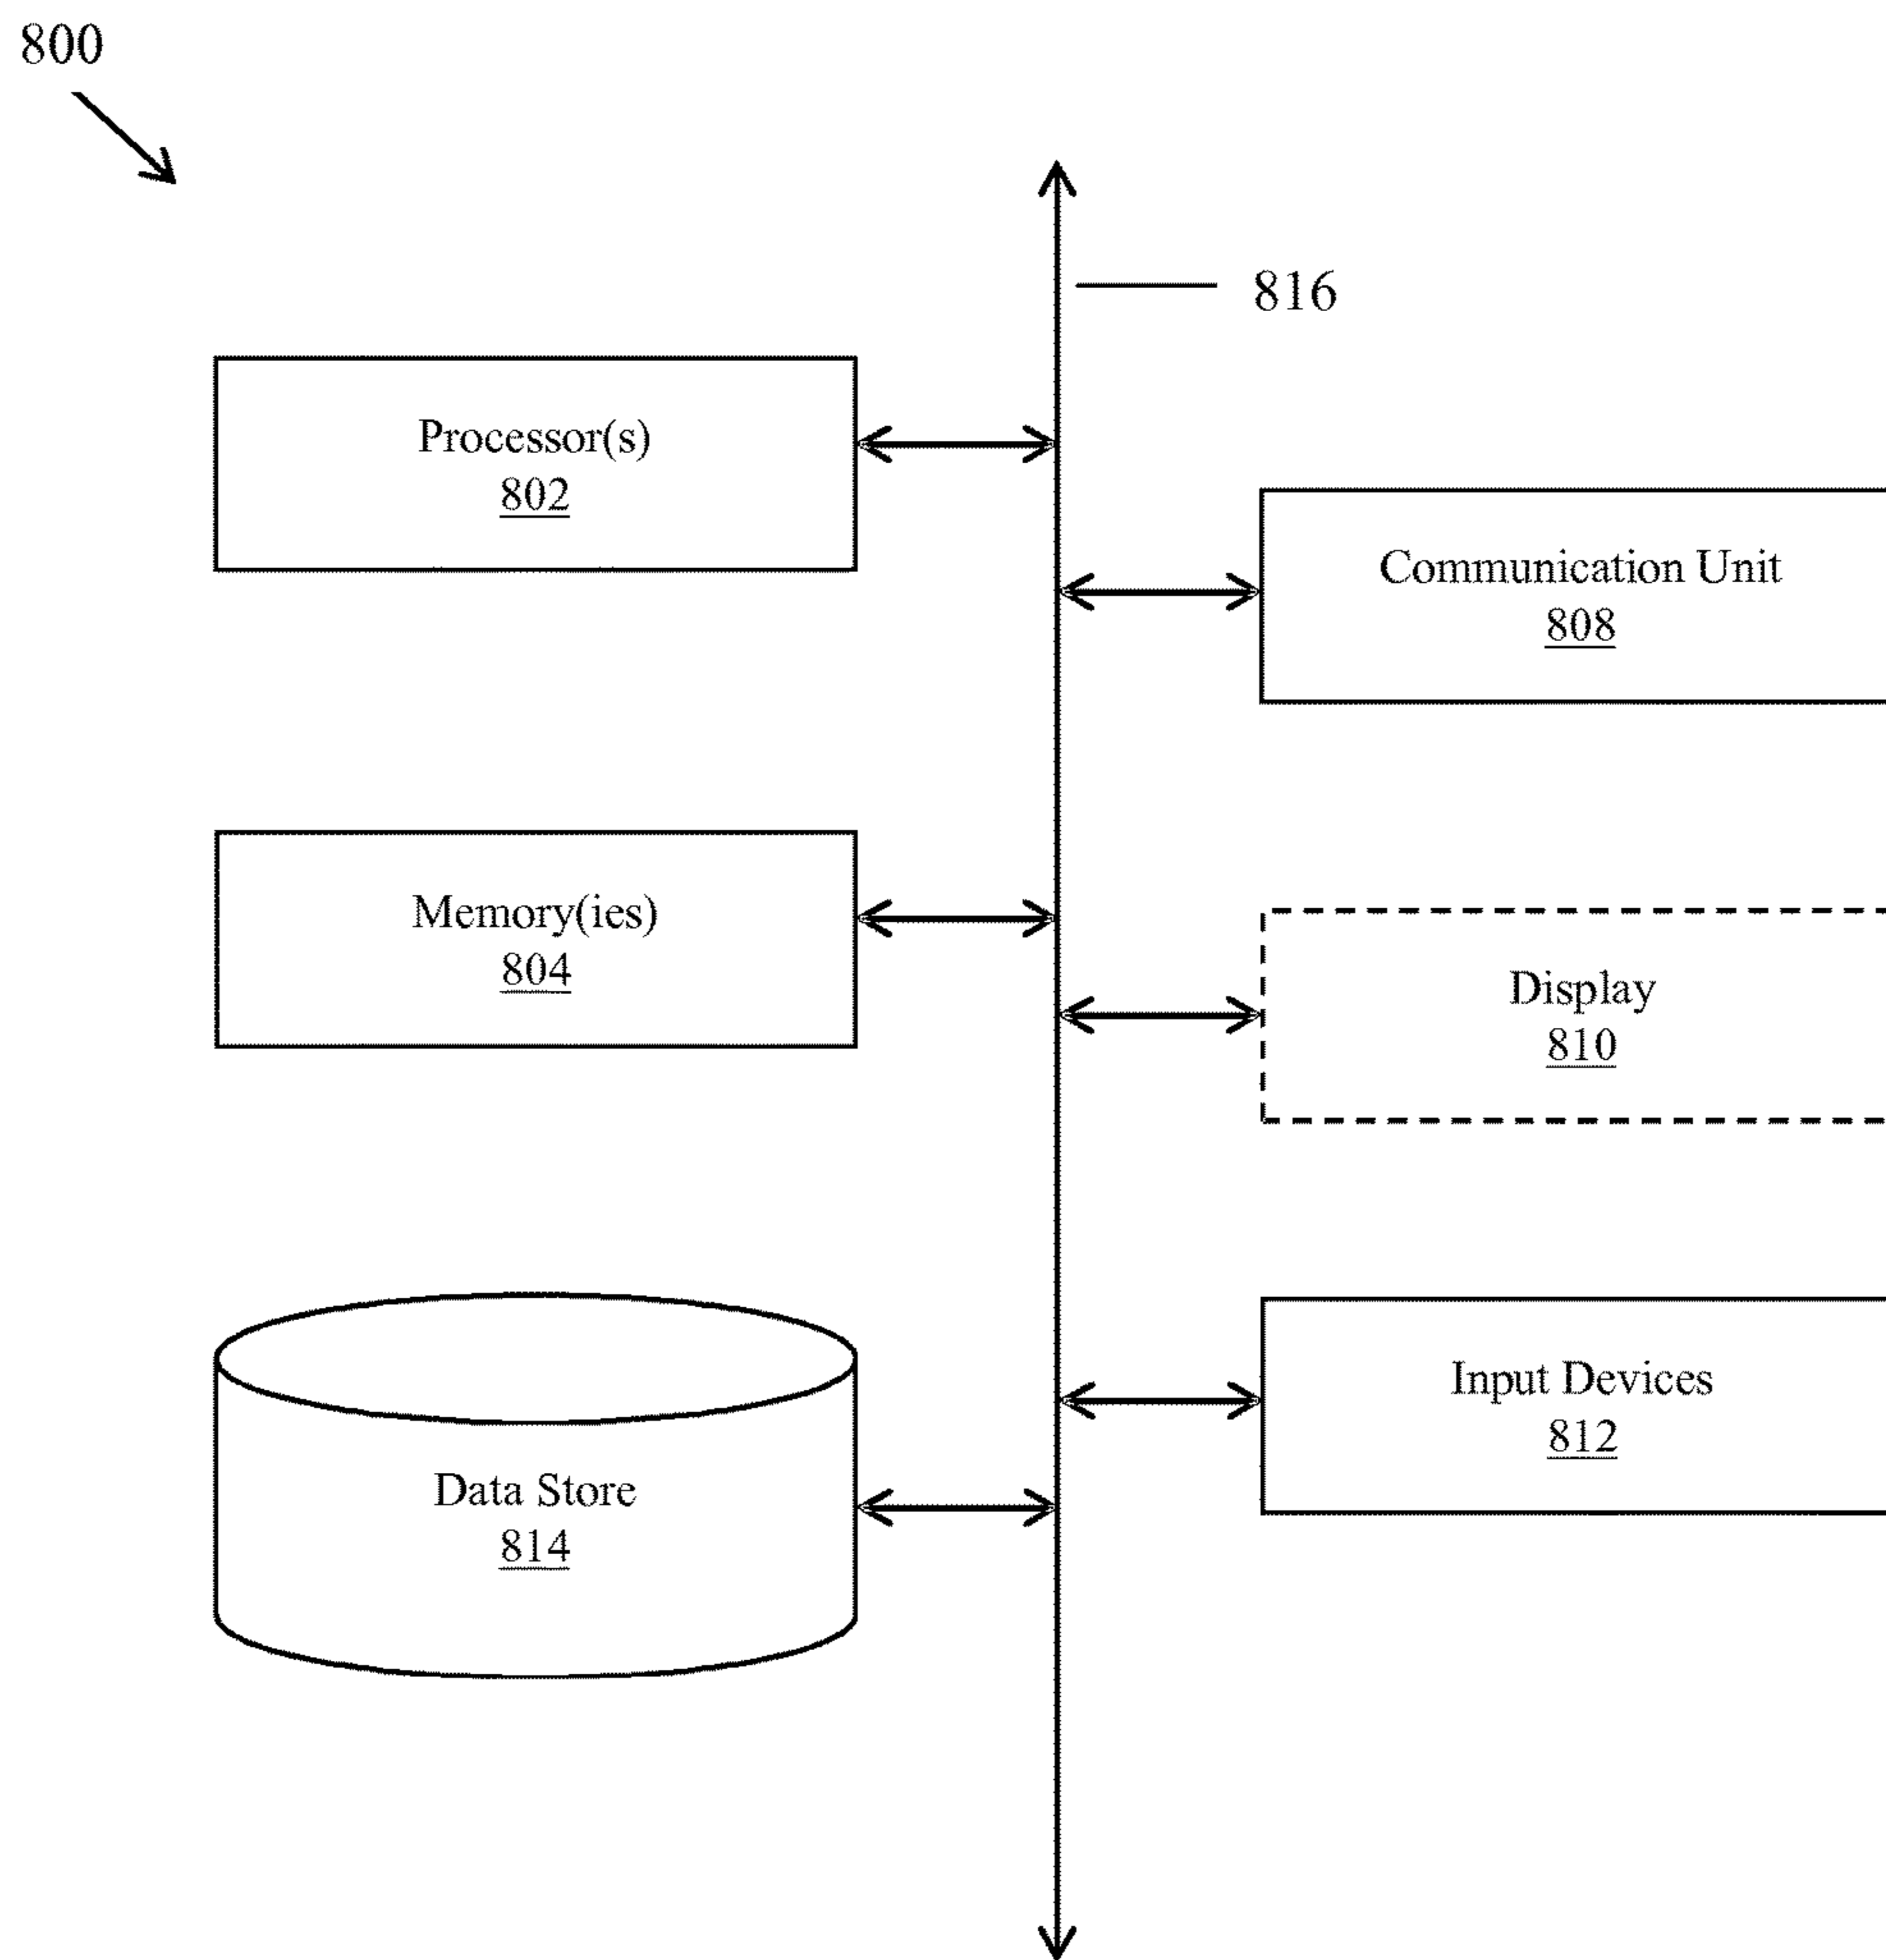 800
816
Processor(s)
802
Communication Unit
808
Memory(ies)
804
Display
810
Input Devices
812
Data Store
814